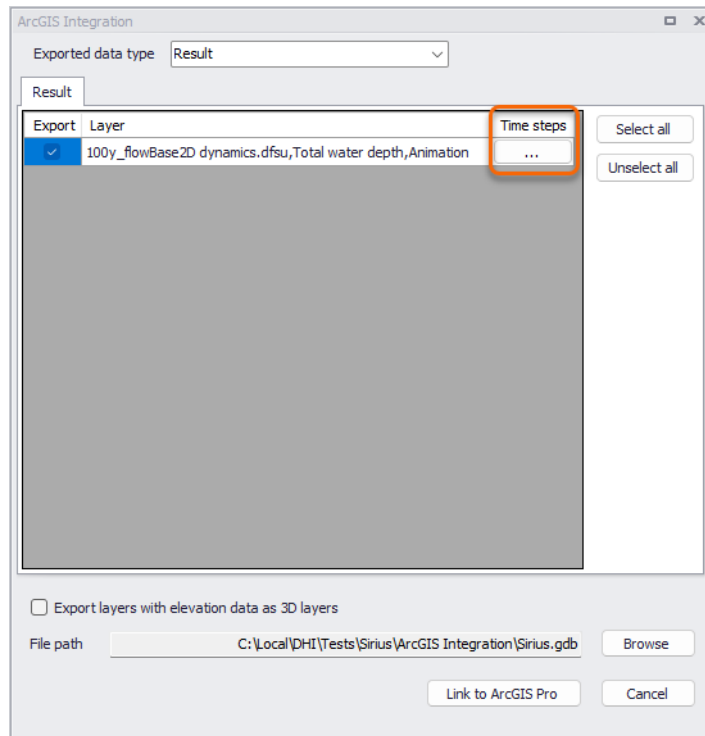 ArcGIS Integration
Exported data type Result
Result
Export Layer Time steps
100y_flowBase2D dynamics.dfsu,Total water depth,Animation ...
Select all
Unselect all
Export layers with elevation data as 3D layers
File path C:\Local\DHI\Tests\Sirius\ArcGIS Integration\Sirius.gdb Browse
Link to ArcGIS Pro Cancel